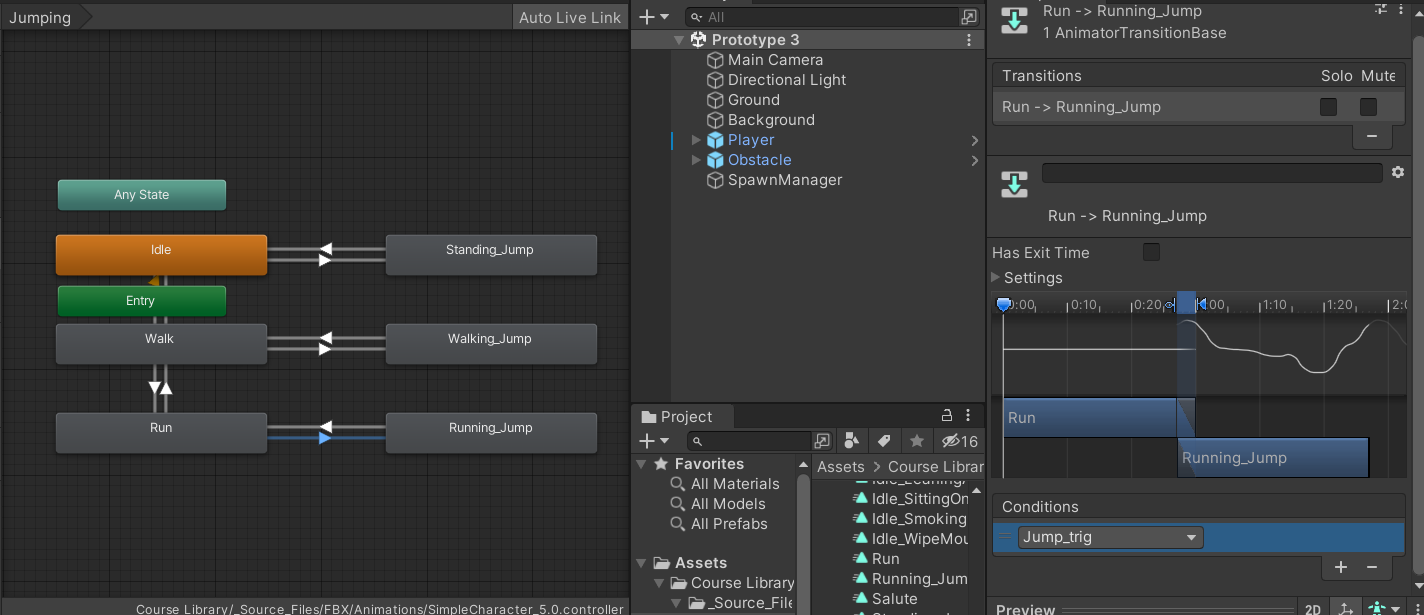 Jumping
Auto Live Link
Any State
Idle
Standing_Jump
Entry
Walk
Walking_Jump
Run
Running_Jump
Course Library/_Source_Files/FBX/Animations/SimpleCharacter_5.0.controller
All
Prototype 3
Main Camera
Directional Light
Ground
Background
Player
Obstacle
SpawnManager
Project
16
Favorites
All Materials
All Models
All Prefabs
Assets
Course Library
_Source_File
Assets > Course Librar
Idle_SittingOn
Idle_Smoking
Idle_WipeMou
Run
Running_Jum
Salute
Run -> Running_Jump
1 AnimatorTransitionBase
Transitions Solo Mute
Run -> Running_Jump
Run -> Running_Jump
Has Exit Time
Settings
0:00 0:10 0:20 1:00 1:10 1:20 2:0
Run
Running_Jump
Conditions
Jump_trig
Preview 2D